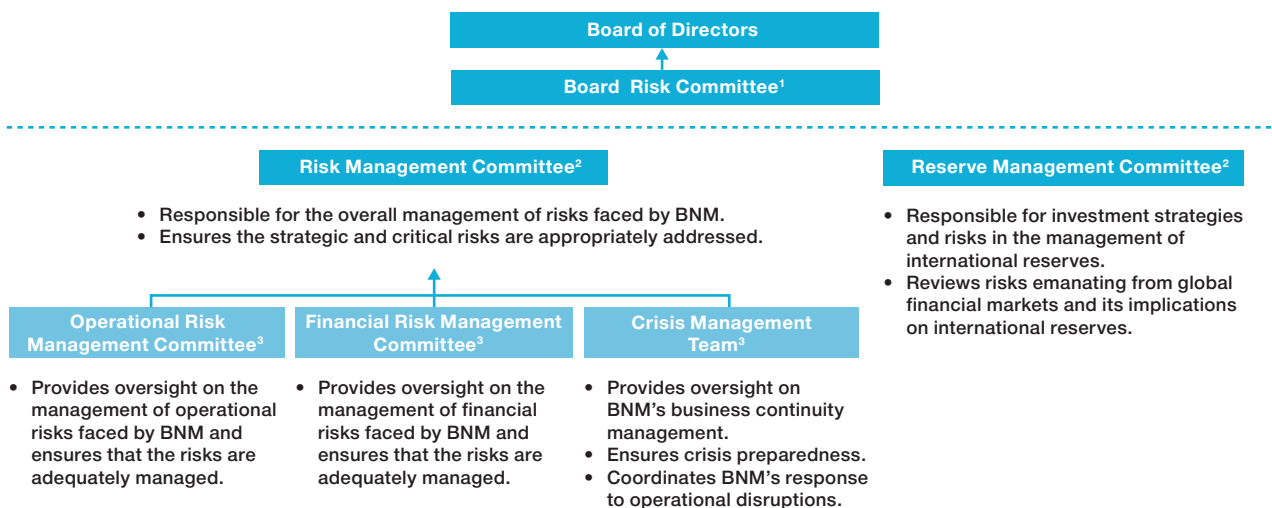 Board of Directors
Board Risk Committee¹
Risk Management Committee²
• Responsible for the overall management of risks faced by BNM.
• Ensures the strategic and critical risks are appropriately addressed.
Reserve Management Committee²
• Responsible for investment strategies
and risks in the management of
international reserves.
• Reviews risks emanating from global
financial markets and its implications
on international reserves.
Operational Risk
Management Committee³
• Provides oversight on the
management of operational
risks faced by BNM and
ensures that the risks are
adequately managed.
Financial Risk Management
Committee³
• Provides oversight on the
management of financial
risks faced by BNM and
ensures that the risks are
adequately managed.
Crisis Management
Team³
• Provides oversight on
BNM’s business continuity
management.
• Ensures crisis preparedness.
• Coordinates BNM’s response
to operational disruptions.